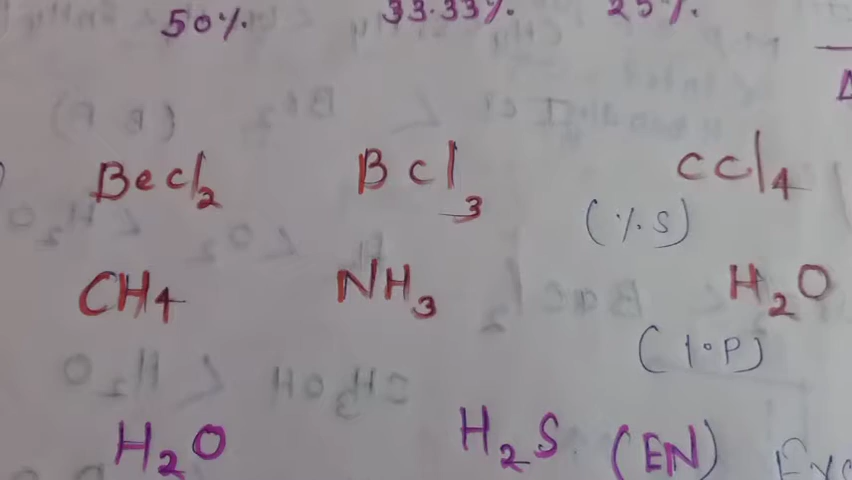 50% 33.33% 25%
BeCl2 BCl3 CCl4
(%S)
CH4 NH3 H2O
(l·P)
H2O H2S (EN)